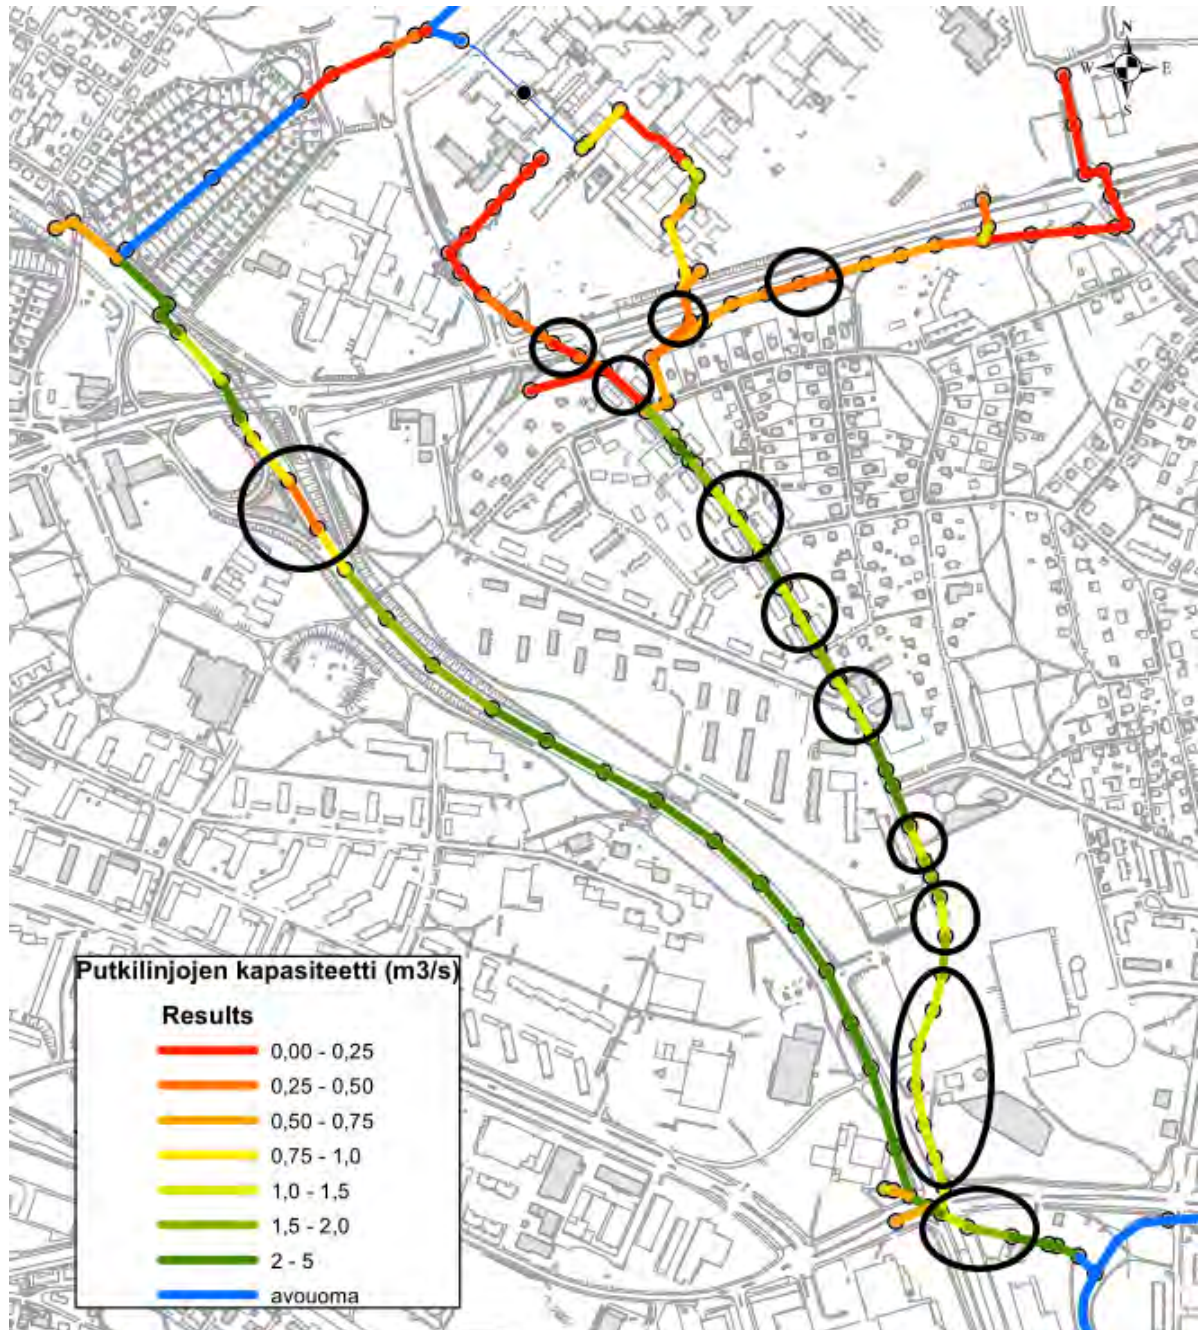 N
W E
S
Putkilinjojen kapasiteetti (m3/s)
Results
0,00 - 0,25
0,25 - 0,50
0,50 - 0,75
0,75 - 1,0
1,0 - 1,5
1,5 - 2,0
2 - 5
avouoma